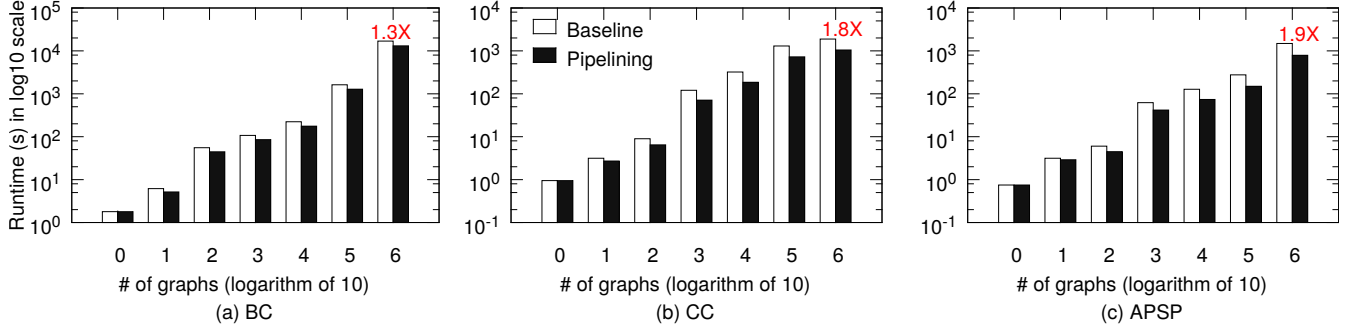 Runtime (s) in log10 scale
10^5
10^4
10^3
10^2
10^1
10^0
1.3X
0 1 2 3 4 5 6
# of graphs (logarithm of 10)
(a) BC
10^4
10^3
10^2
10^1
10^0
10^-1
Baseline
Pipelining
1.8X
0 1 2 3 4 5 6
# of graphs (logarithm of 10)
(b) CC
10^4
10^3
10^2
10^1
10^0
10^-1
1.9X
0 1 2 3 4 5 6
# of graphs (logarithm of 10)
(c) APSP